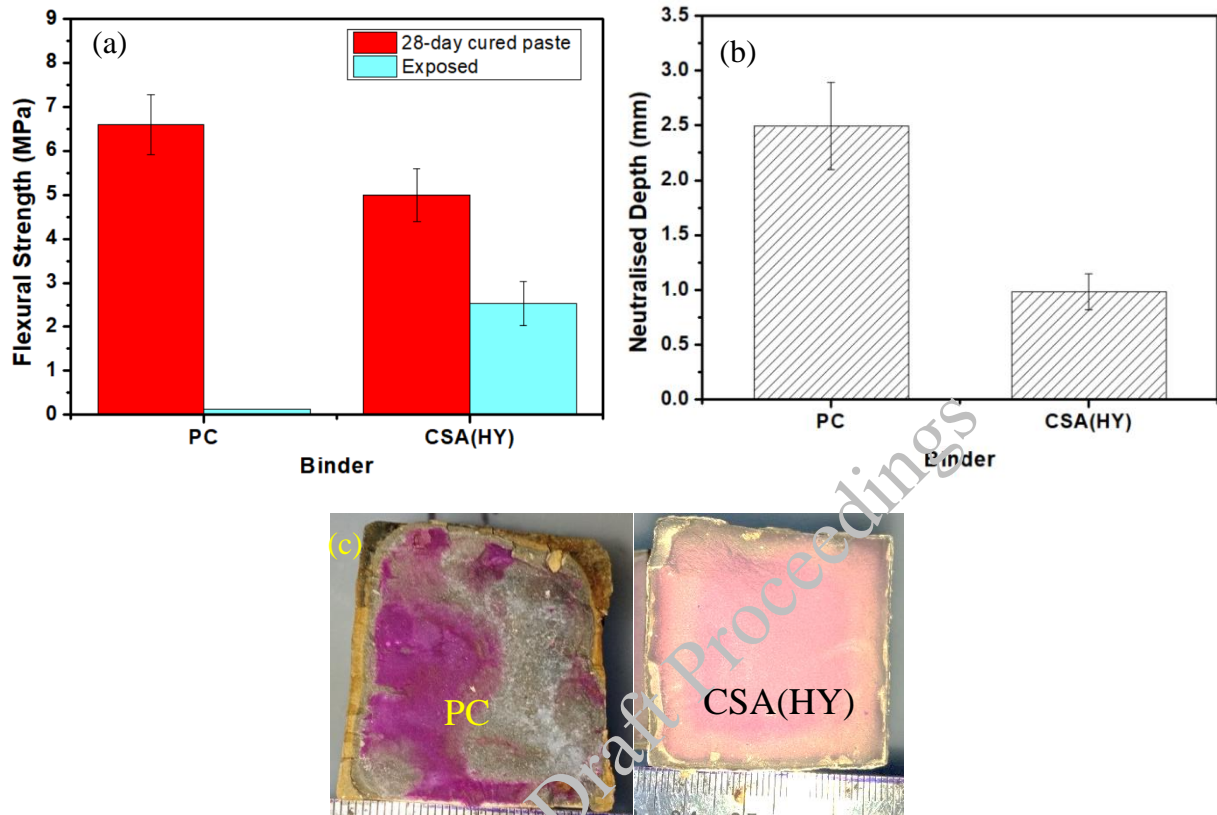 (a)
28-day cured paste
Exposed
Flexural Strength (MPa)
9
8
7
6
5
4
3
2
1
0
PC
CSA(HY)
Binder
(b)
Neutralised Depth (mm)
3.5
3.0
2.5
2.0
1.5
1.0
0.5
0.0
PC
CSA(HY)
Binder
(c)
PC
CSA(HY)
Draft Proceedings